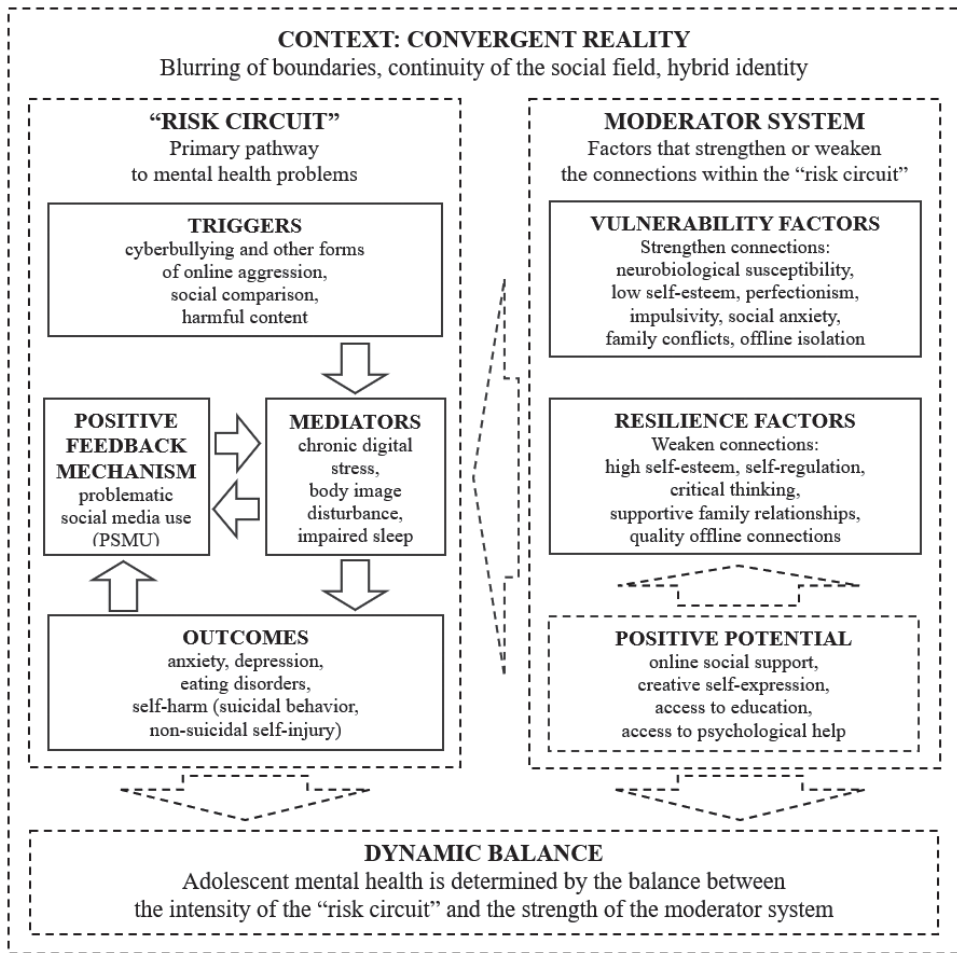 CONTEXT: CONVERGENT REALITY
Blurring of boundaries, continuity of the social field, hybrid identity
“RISK CIRCUIT”
Primary pathway
to mental health problems
TRIGGERS
cyberbullying and other forms
of online aggression,
social comparison,
harmful content
POSITIVE
FEEDBACK
MECHANISM
problematic
social media use
(PSMU)
MEDIATORS
chronic digital
stress,
body image
disturbance,
impaired sleep
OUTCOMES
anxiety, depression,
eating disorders,
self-harm (suicidal behavior,
non-suicidal self-injury)
MODERATOR SYSTEM
Factors that strengthen or weaken
the connections within the “risk circuit”
VULNERABILITY FACTORS
Strengthen connections:
neurobiological susceptibility,
low self-esteem, perfectionism,
impulsivity, social anxiety,
family conflicts, offline isolation
RESILIENCE FACTORS
Weaken connections:
high self-esteem, self-regulation,
critical thinking,
supportive family relationships,
quality offline connections
POSITIVE POTENTIAL
online social support,
creative self-expression,
access to education,
access to psychological help
DYNAMIC BALANCE
Adolescent mental health is determined by the balance between
the intensity of the “risk circuit” and the strength of the moderator system